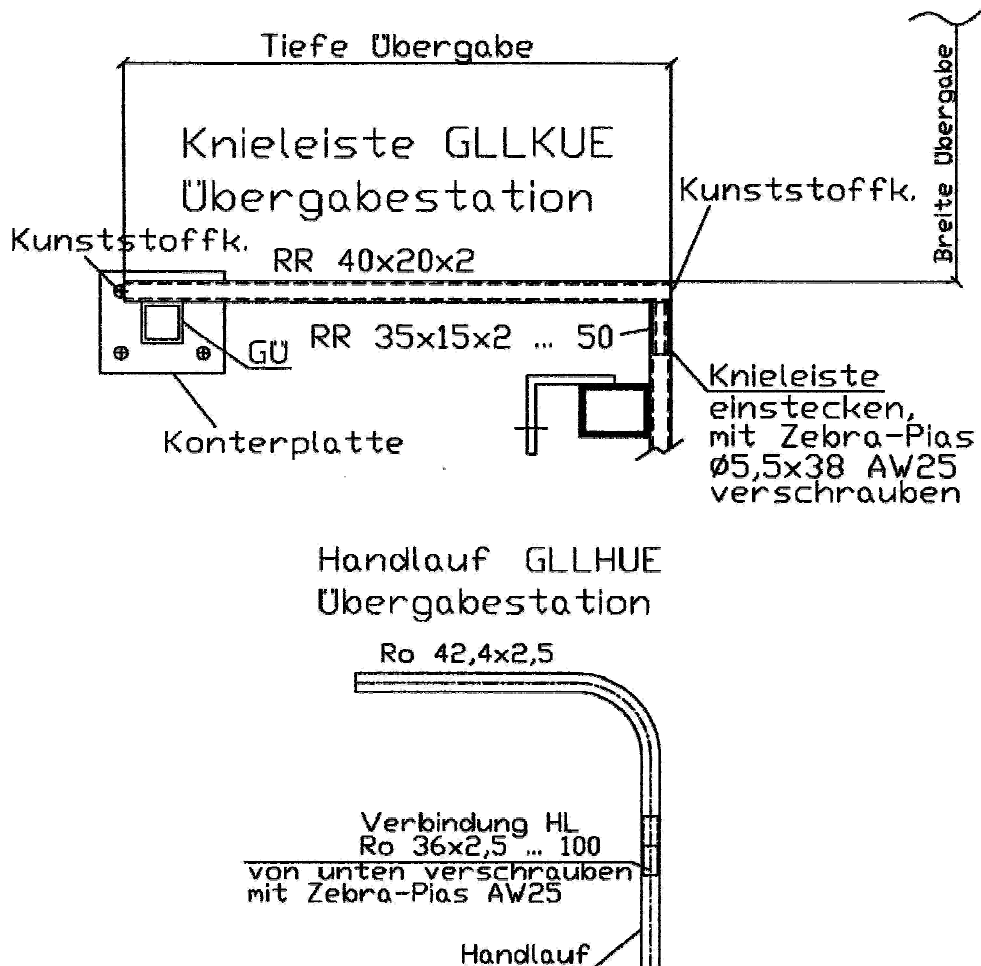 Tiefe Übergabe
Breite Übergabe
Knieleiste GLLKUE
Übergabestation
Kunststoffk.
Kunststoffk.
RR 40x20x2
RR 35x15x2 ... 50
GÜ
Konterplatte
Knieleiste
einstecken,
mit Zebra-Pias
Ø5,5x38 AW25
verschrauben
Handlauf GLLHUE
Übergabestation
Ro 42,4x2,5
Verbindung HL
Ro 36x2,5 ... 100
von unten verschrauben
mit Zebra-Pias AW25
Handlauf